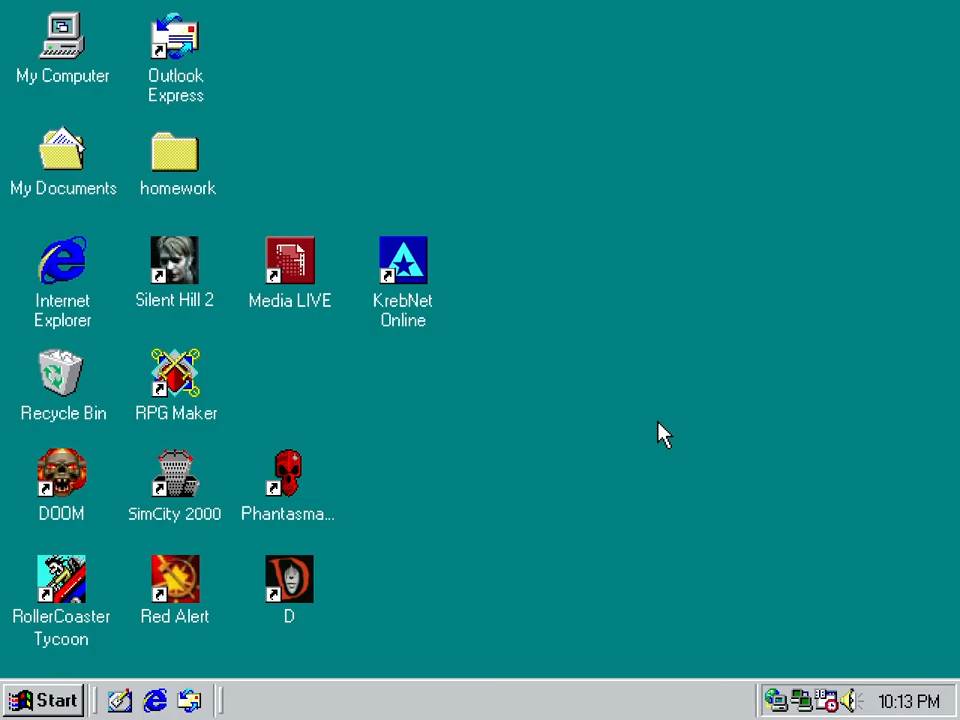 My Computer
Outlook
Express
My Documents
homework
Internet
Explorer
Silent Hill 2
Media LIVE
KrebNet
Online
Recycle Bin
RPG Maker
DOOM
SimCity 2000
Phantasma...
RollerCoaster
Tycoon
Red Alert
D
Start
10:13 PM